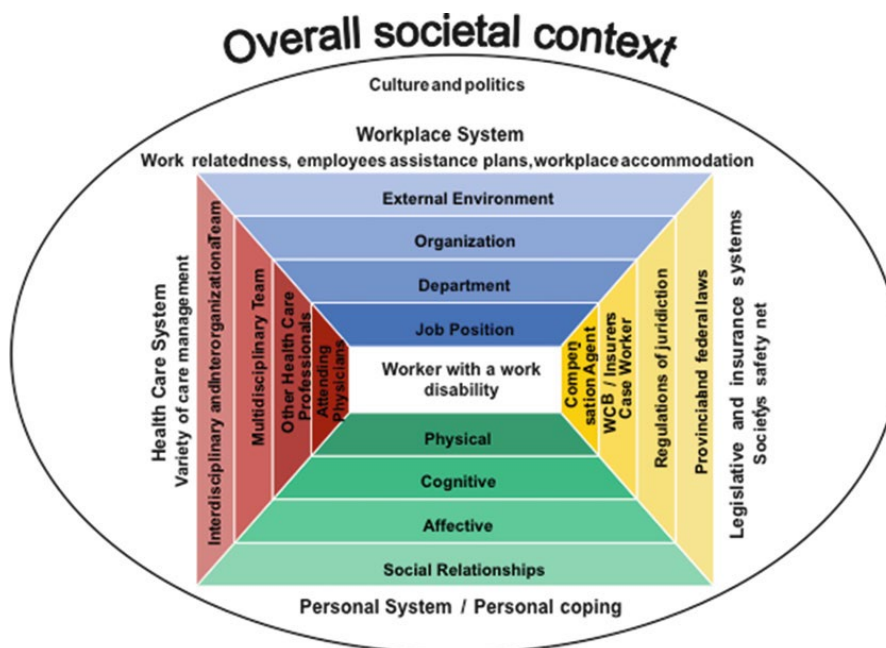 Overall societal context
Culture and politics
Workplace System
Work relatedness, employees assistance plans,workplace accommodation
External Environment
Organization
Department
Job Position
Worker with a work
disability
Physical
Cognitive
Affective
Social Relationships
Personal System / Personal coping
Health Care System
Variety of care management
Interdisciplinary andInterorganizationaTeam
Multidisciplinary Team
Other Health Care
Professionals
Attending
Physicians
Compen
sation Agent
WCB / Insurers
Case Worker
Regulations of juridiction
Provincialand federal laws
Legislative and insurance systems
Societys safety net